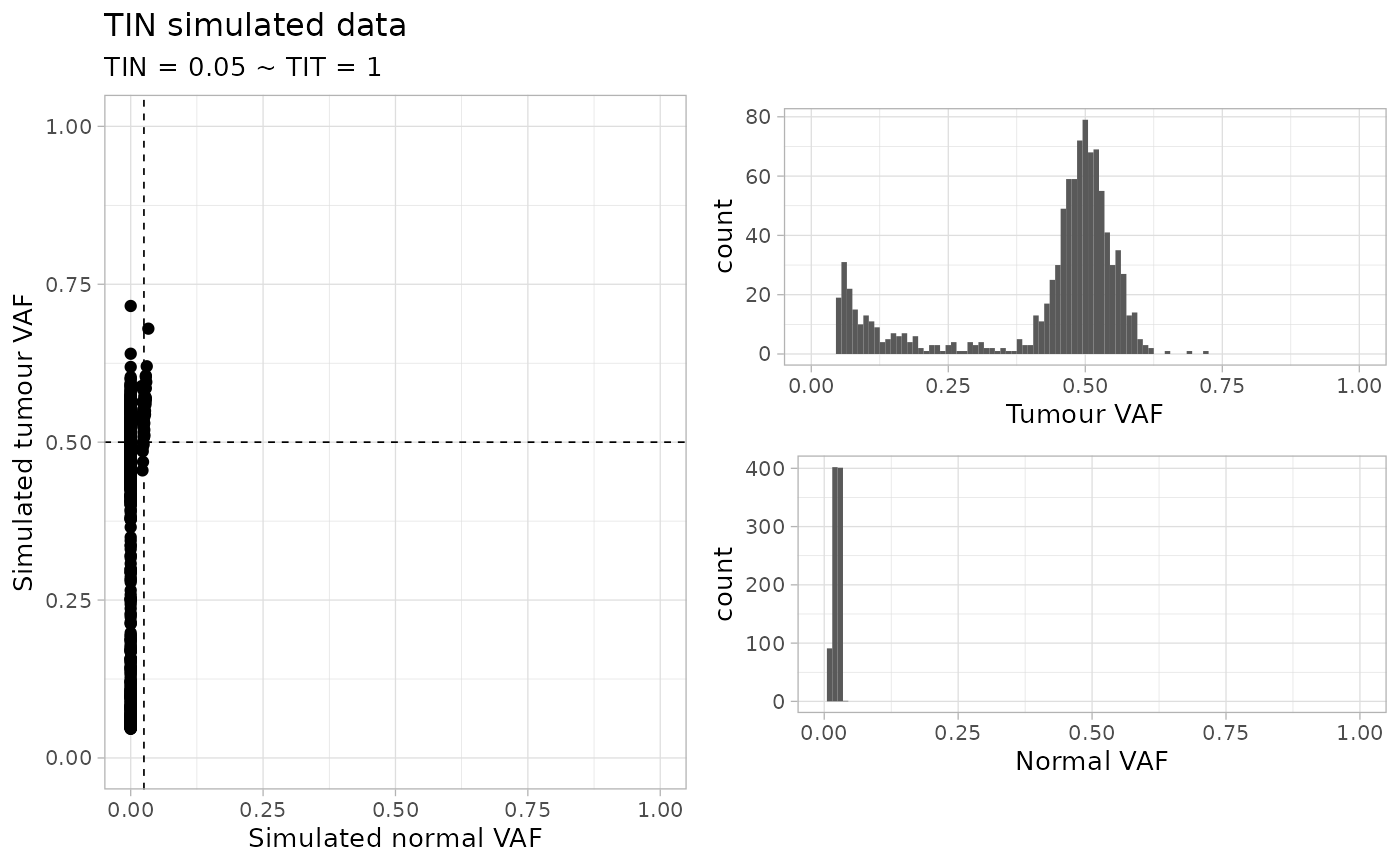 TIN simulated data
TIN = 0.05 ~ TIT = 1
Simulated tumour VAF
1.00
0.75
0.50
0.25
0.00
0.00 0.25 0.50 0.75 1.00
Simulated normal VAF
count
80
60
40
20
0
0.00 0.25 0.50 0.75 1.00
Tumour VAF
count
400
300
200
100
0
0.00 0.25 0.50 0.75 1.00
Normal VAF